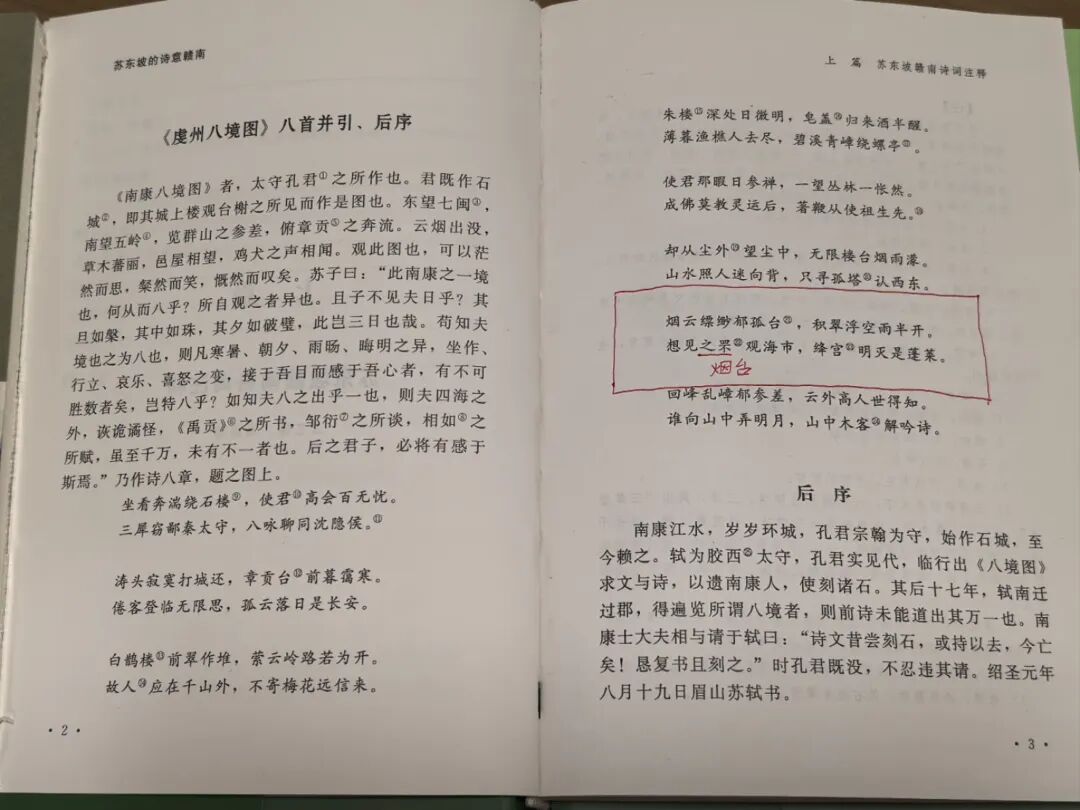 苏东坡的诗意赣南
《虔州八境图》八首并引、后序
《南康八境图》者，太守孔君①之所作也。君既作石
城②，即其城上楼观台榭之所见而作是图也。东望七闽③，
南望五岭④，览群山之参差，俯章贡⑤之奔流。云烟出没，
草木蕃丽，邑屋相望，鸡犬之声相闻。观此图也，可以茫
然而思，粲然而笑，慨然而叹矣。苏子曰：“此南康之一境
也，何从而八乎？所自观之者异也。且子不见夫日乎？其
旦如槃，其中如珠，其夕如破璧，此岂三日也哉。苟知夫
境也之为八也，则凡寒暑、朝夕、雨旸、晦明之异，坐作、
行立、哀乐、喜怒之变，接于吾目而感于吾心者，有不可
胜数者矣，岂特八乎？如知夫八之出乎一也，则夫四海之
外，诙诡谲怪，《禹贡》⑥之所书，邹衍⑦之所谈，相如⑧之
所赋，虽至千万，未有不一者也。后之君子，必将有感于
斯焉。”乃作诗八章，题之图上。
坐看奔湍绕石楼⑨，使君⑩高会百无忧。
三犀窃鄙秦太守，八咏聊同沈隐侯。⑪
涛头寂寞打城还，章贡台⑫前暮霭寒。
倦客登临无限思，孤云落日是长安。
白鹊楼⑬前翠作堆，萦云岭路若为开。
故人⑭应在千山外，不寄梅花远信来。
·2·
上 篇 苏东坡赣南诗词注释
朱楼⑮深处日微明，皂盖⑯归来酒半醒。
薄暮渔樵人去尽，碧溪青嶂绕螺亭⑰。
使君那暇日参禅，一望丛林一怅然。
成佛莫教灵运后，著鞭从使祖生先。⑱
却从尘外⑲望尘中，无限楼台烟雨濛。
山水照人迷向背，只寻孤塔⑳认西东。
烟云缥缈郁孤台㉑，积翠浮空雨半开。
想见之罘㉒观海市，绛宫㉓明灭是蓬莱。
烟台
回峰乱嶂郁参差，云外高人世得知。
谁向山中弄明月，山中木客㉔解吟诗。
后 序
南康江水，岁岁环城，孔君宗翰为守，始作石城，至
今赖之。轼为胶西㉕太守，孔君实见代，临行出《八境图》
求文与诗，以遗南康人，使刻诸石。其后十七年，轼南迁
过郡，得遍览所谓八境者，则前诗未能道出其万一也。南
康士大夫相与请于轼曰：“诗文昔尝刻石，或持以去，今亡
矣！恳复书且刻之。”时孔君既没，不忍违其请。绍圣元年
八月十九日眉山苏轼书。
·3·